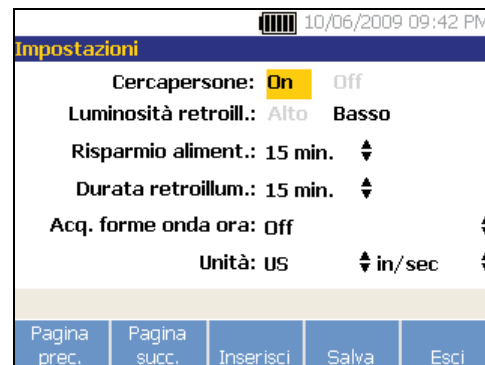 10/06/2009 09:42 PM
Impostazioni
Cercapersone: On Off
Luminosità retroill.: Alto Basso
Risparmio aliment.: 15 min.
Durata retroillum.: 15 min.
Acq. forme onda ora: Off
Unità: US in/sec
Pagina prec. Pagina succ. Inserisci Salva Esci